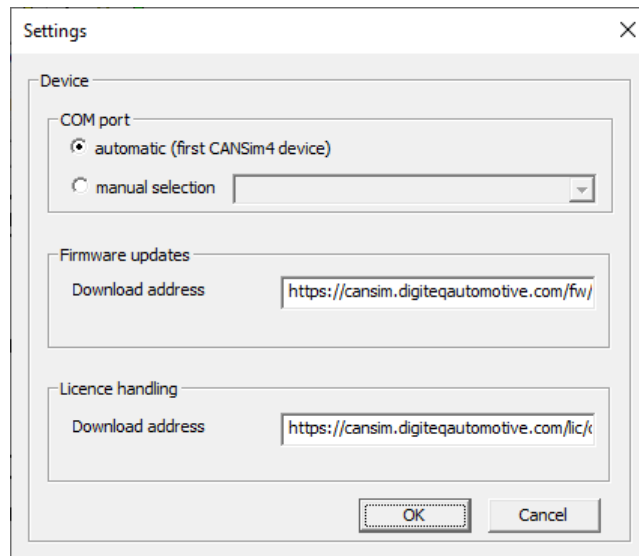 Settings
Device
COM port
automatic (first CANSim4 device)
manual selection
Firmware updates
Download address https://cansim.digiteqautomotive.com/fw/
Licence handling
Download address https://cansim.digiteqautomotive.com/lic/
OK Cancel